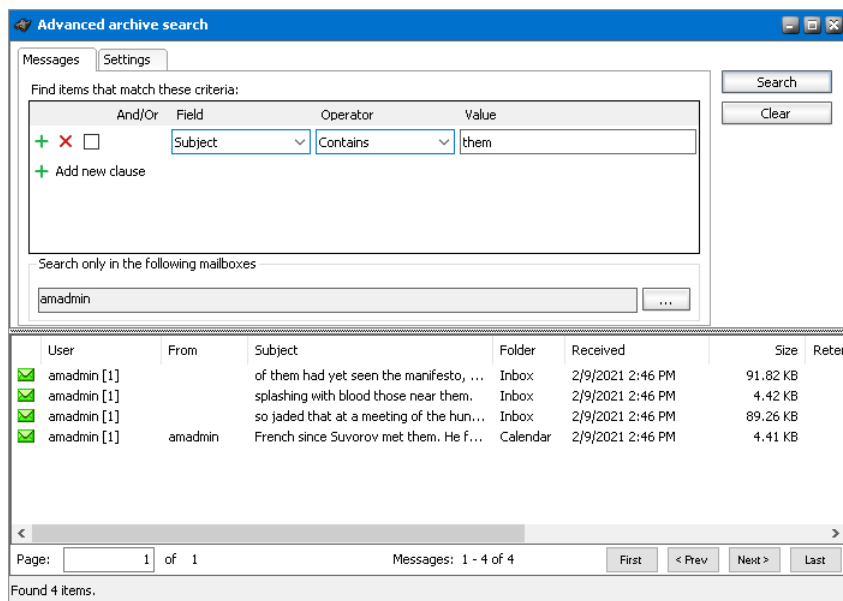 Advanced archive search
Messages Settings
Find items that match these criteria:
And/Or Field Operator Value
Subject Contains them
Add new clause
Search only in the following mailboxes
amadmin ...
Search
Clear
User From Subject Folder Received Size Reter
amadmin [1] of them had yet seen the manifesto, ... Inbox 2/9/2021 2:46 PM 91.82 KB
amadmin [1] splashing with blood those near them. Inbox 2/9/2021 2:46 PM 4.42 KB
amadmin [1] so jaded that at a meeting of the hun... Inbox 2/9/2021 2:46 PM 89.26 KB
amadmin [1] amadmin French since Suvorov met them. He f... Calendar 2/9/2021 2:46 PM 4.41 KB
Page: 1 of 1 Messages: 1 - 4 of 4 First < Prev Next > Last
Found 4 items.